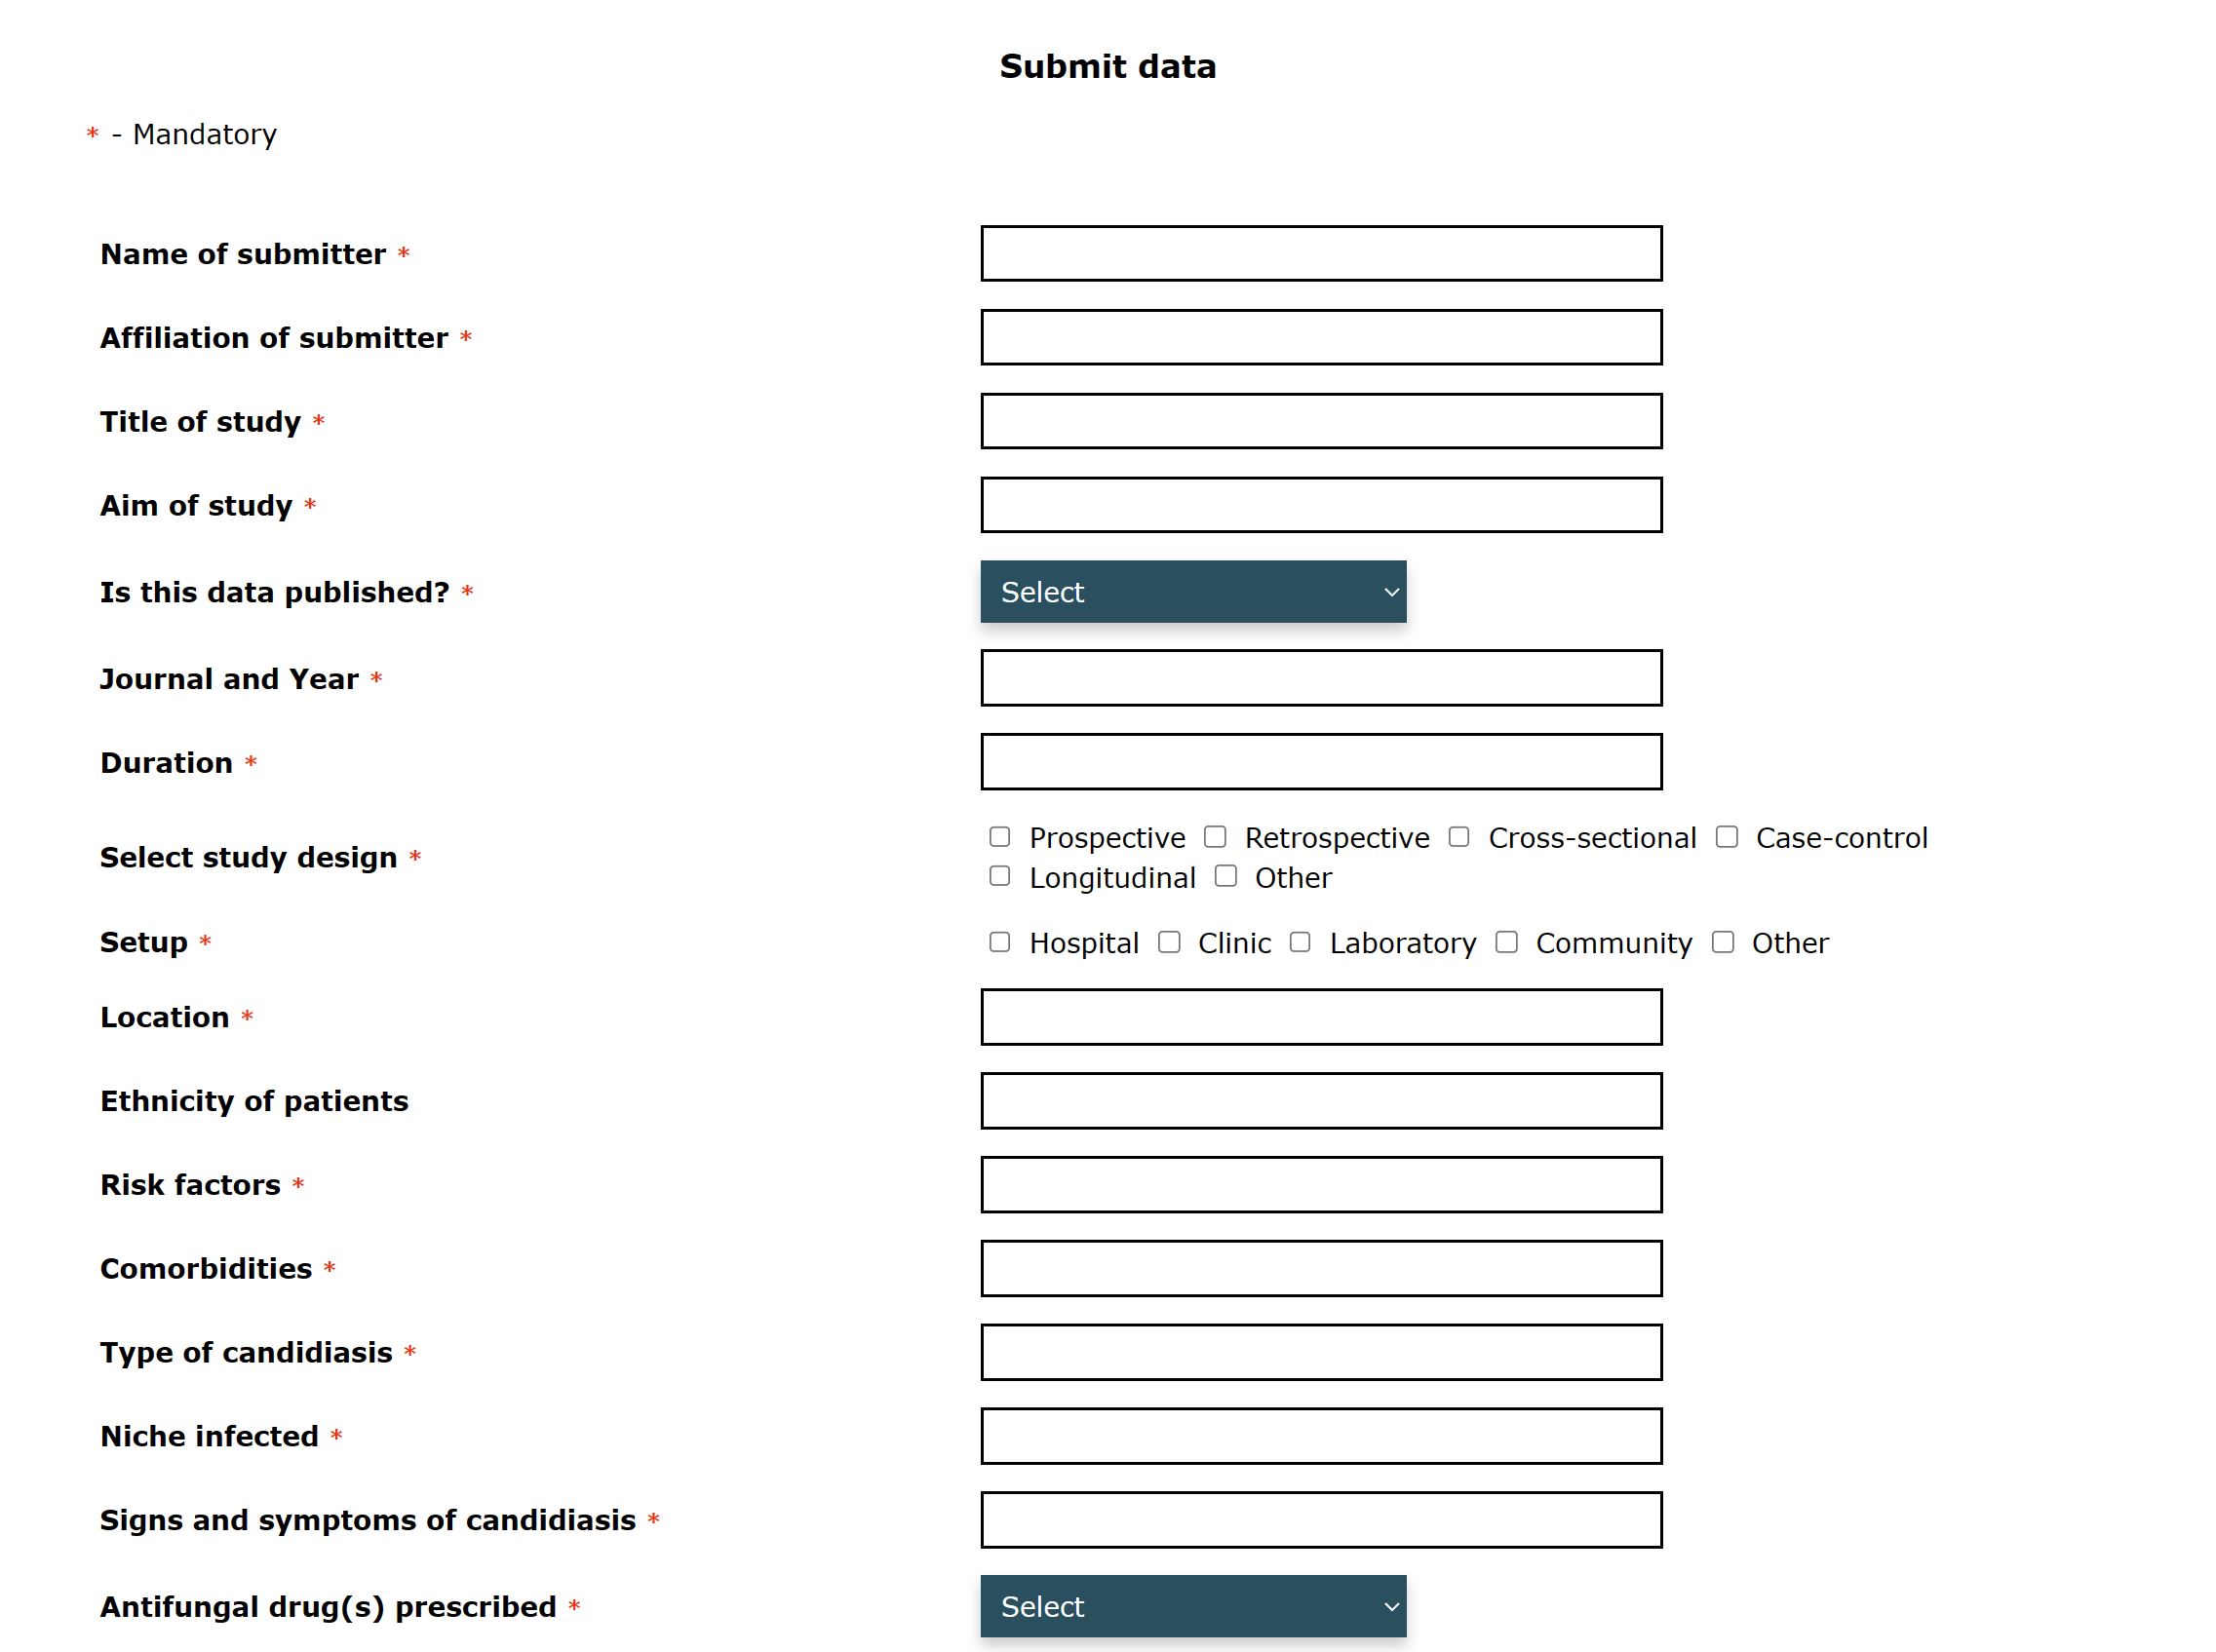 Submit data
* - Mandatory
Name of submitter *
Affiliation of submitter *
Title of study *
Aim of study *
Is this data published? * Select
Journal and Year *
Duration *
Select study design * Prospective Retrospective Cross-sectional Case-control
Longitudinal Other
Setup * Hospital Clinic Laboratory Community Other
Location *
Ethnicity of patients
Risk factors *
Comorbidities *
Type of candidiasis *
Niche infected *
Signs and symptoms of candidiasis *
Antifungal drug(s) prescribed * Select